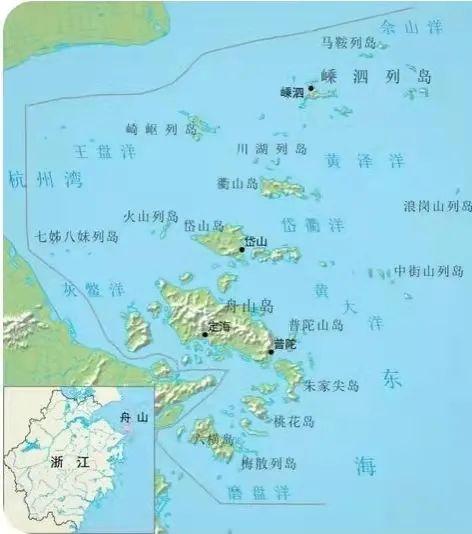 佘山洋
马鞍列岛
嵊泗列岛
嵊泗
崎岖列岛
王盘洋
川湖列岛
黄泽洋
杭州湾
衢山岛
浪岗山列岛
火山列岛
岱山岛
岱衢洋
七姊八妹列岛
岱山
中街山列岛
灰鳖洋
舟山岛
黄大洋
定海
普陀山岛
普陀
东海
朱家尖岛
桃花岛
六横岛
梅散列岛
磨盘洋
舟山
浙江